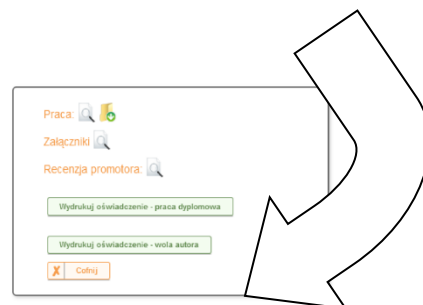 Praca:
Załączniki
Recenzja promotora:
Wydrukuj oświadczenie - praca dyplomowa
Wydrukuj oświadczenie - wola autora
X Cofnij